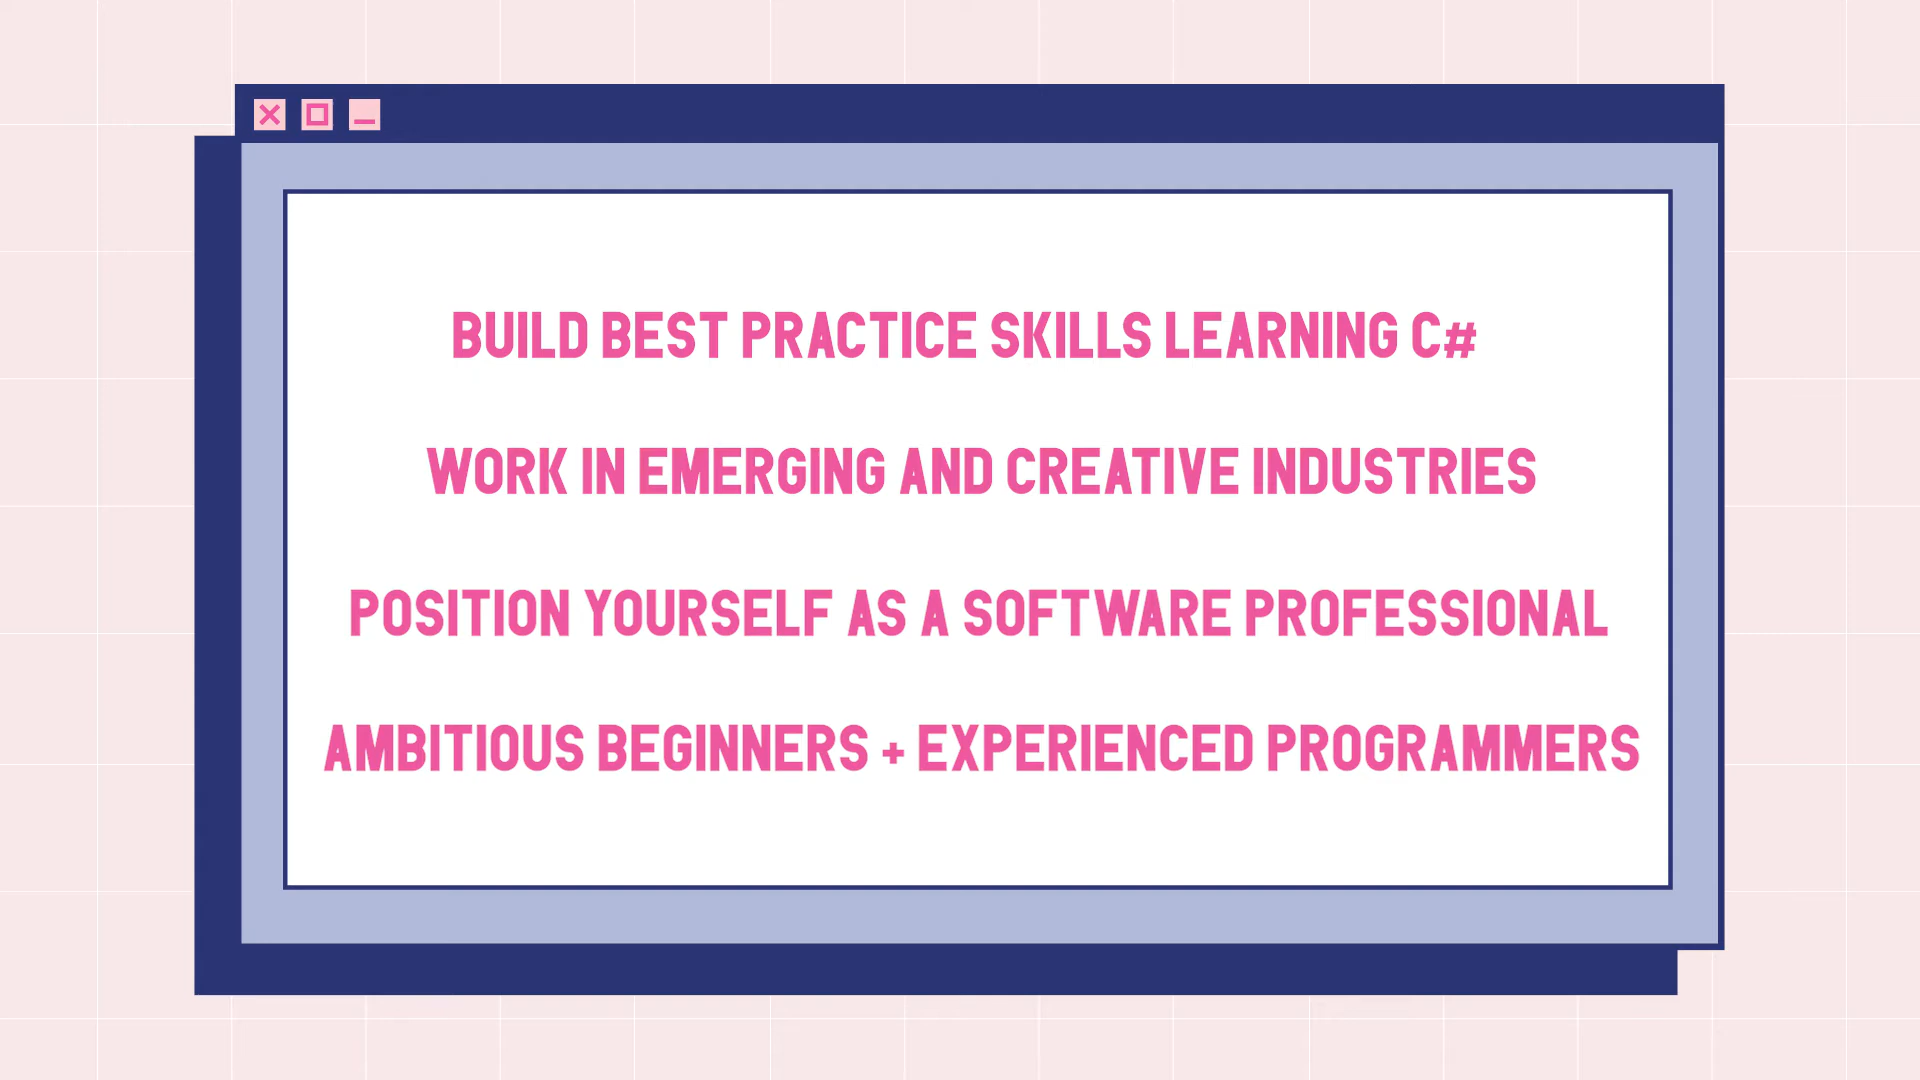 BUILD BEST PRACTICE SKILLS LEARNING C#
WORK IN EMERGING AND CREATIVE INDUSTRIES
POSITION YOURSELF AS A SOFTWARE PROFESSIONAL
AMBITIOUS BEGINNERS + EXPERIENCED PROGRAMMERS